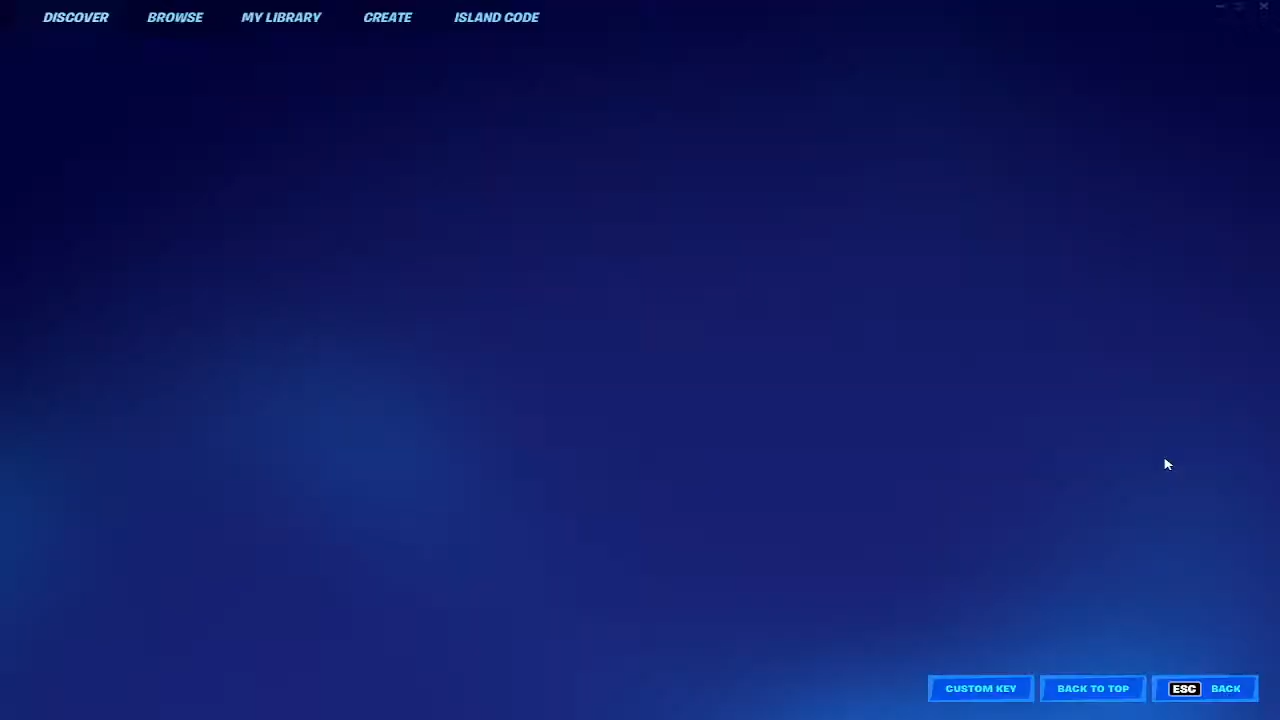 DISCOVER BROWSE MY LIBRARY CREATE ISLAND CODE
CUSTOM KEY BACK TO TOP ESC BACK